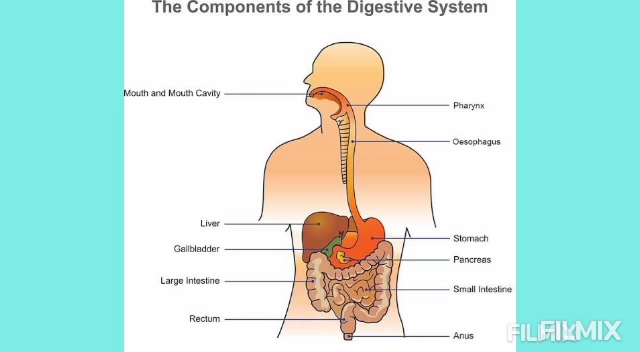 The Components of the Digestive System
Mouth and Mouth Cavity
Pharynx
Oesophagus
Liver
Gallbladder
Large Intestine
Rectum
Stomach
Pancreas
Small Intestine
Anus
FILMIX
FILMIX